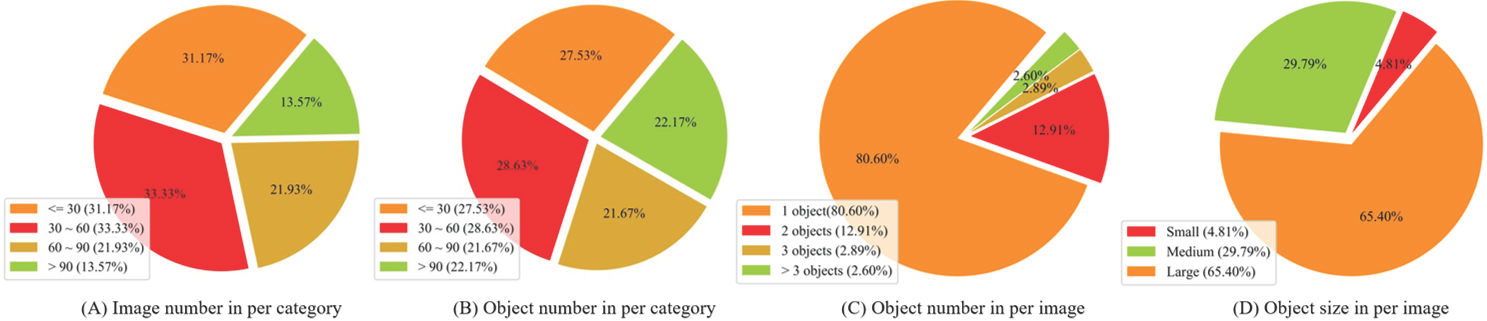 31.17%
13.57%
33.33%
21.93%
<= 30 (31.17%)
30 ~ 60 (33.33%)
60 ~ 90 (21.93%)
> 90 (13.57%)
(A) Image number in per category
27.53%
22.17%
28.63%
21.67%
<= 30 (27.53%)
30 ~ 60 (28.63%)
60 ~ 90 (21.67%)
> 90 (22.17%)
(B) Object number in per category
2.60%
2.89%
12.91%
80.60%
1 object(80.60%)
2 objects (12.91%)
3 objects (2.89%)
> 3 objects (2.60%)
(C) Object number in per image
29.79%
4.81%
65.40%
Small (4.81%)
Medium (29.79%)
Large (65.40%)
(D) Object size in per image